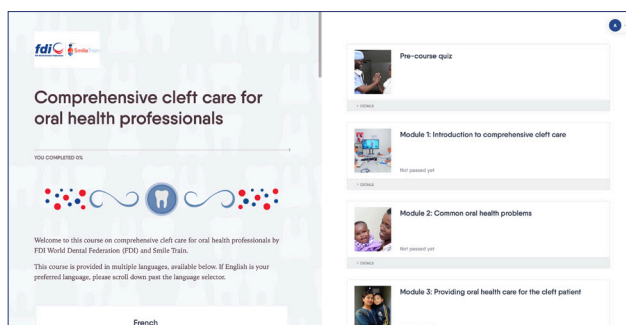 fdi
SmileTrain
Comprehensive cleft care for
oral health professionals
YOU COMPLETED 0%
Welcome to this course on comprehensive cleft care for oral health professionals by
FDI World Dental Federation (FDI) and Smile Train.
This course is provided in multiple languages, available below. If English is your
preferred language, please scroll down past the language selector.
French
A
Pre-course quiz
DETAILS
Module 1: Introduction to comprehensive cleft care
Not passed yet
DETAILS
Module 2: Common oral health problems
Not passed yet
DETAILS
Module 3: Providing oral health care for the cleft patient